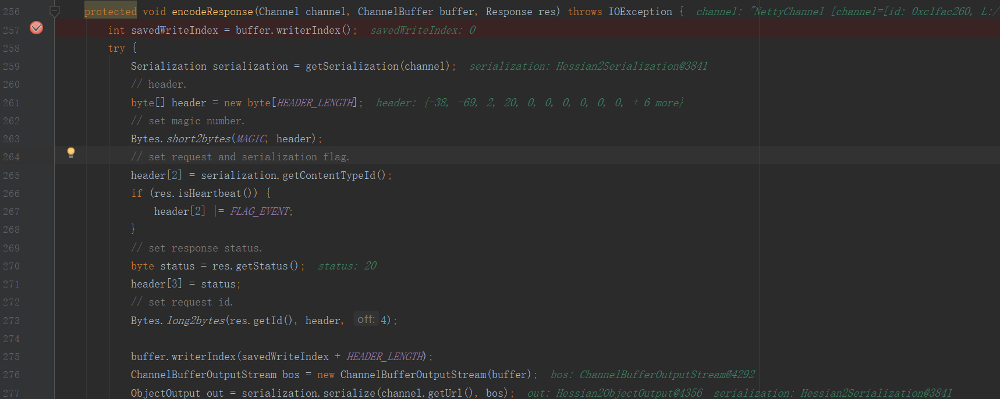 256 protected void encodeResponse(Channel channel, ChannelBuffer buffer, Response res) throws IOException { channel: "NettyChannel [channel=[id: 0xc1fac260, L:/
257 int savedWriteIndex = buffer.writerIndex(); savedWriteIndex: 0
258 try {
259 Serialization serialization = getSerialization(channel); serialization: Hessian2Serialization@3841
260 // header.
261 byte[] header = new byte[HEADER_LENGTH]; header: {-38, -69, 2, 20, 0, 0, 0, 0, 0, 0, + 6 more}
262 // set magic number.
263 Bytes.short2bytes(MAGIC, header);
264 // set request and serialization flag.
265 header[2] = serialization.getContentTypeId();
266 if (res.isHeartbeat()) {
267 header[2] |= FLAG_EVENT;
268 }
269 // set response status.
270 byte status = res.getStatus(); status: 20
271 header[3] = status;
272 // set request id.
273 Bytes.long2bytes(res.getId(), header, off: 4);
274
275 buffer.writerIndex(savedWriteIndex + HEADER_LENGTH);
276 ChannelBufferOutputStream bos = new ChannelBufferOutputStream(buffer); bos: ChannelBufferOutputStream@4292
277 ObjectOutput out = serialization.serialize(channel.getUrl(), bos); out: Hessian2ObjectOutput@4356 serialization: Hessian2Serialization@3841